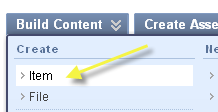 Build Content Create Asse
Create Ne
Item
File